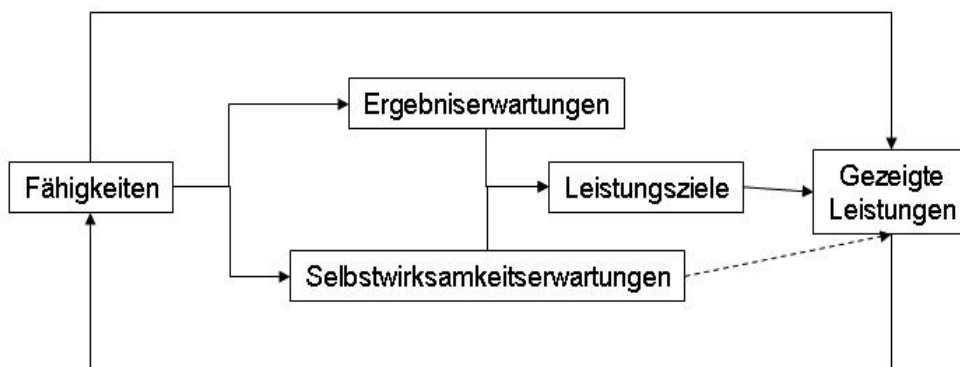 Ergebniserwartungen
Fähigkeiten
Leistungsziele
Gezeigte
Leistungen
Selbstwirksamkeitserwartungen